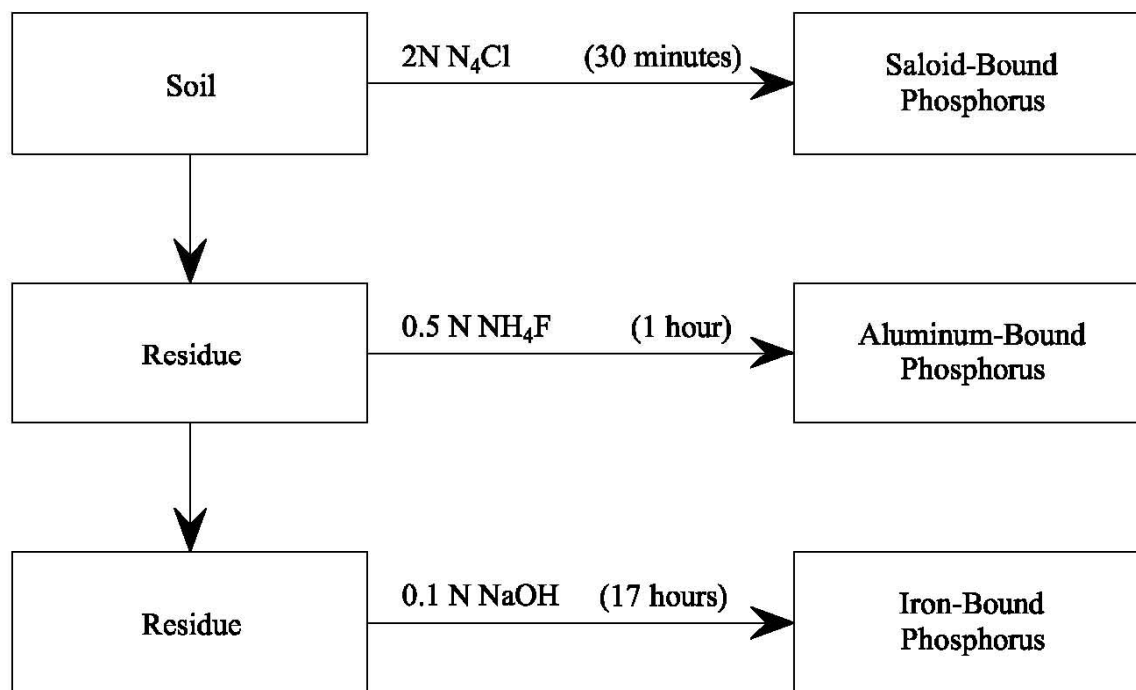 Soil
2N N₄Cl (30 minutes)
Saloid-Bound
Phosphorus
Residue
0.5 N NH₄F (1 hour)
Aluminum-Bound
Phosphorus
Residue
0.1 N NaOH (17 hours)
Iron-Bound
Phosphorus